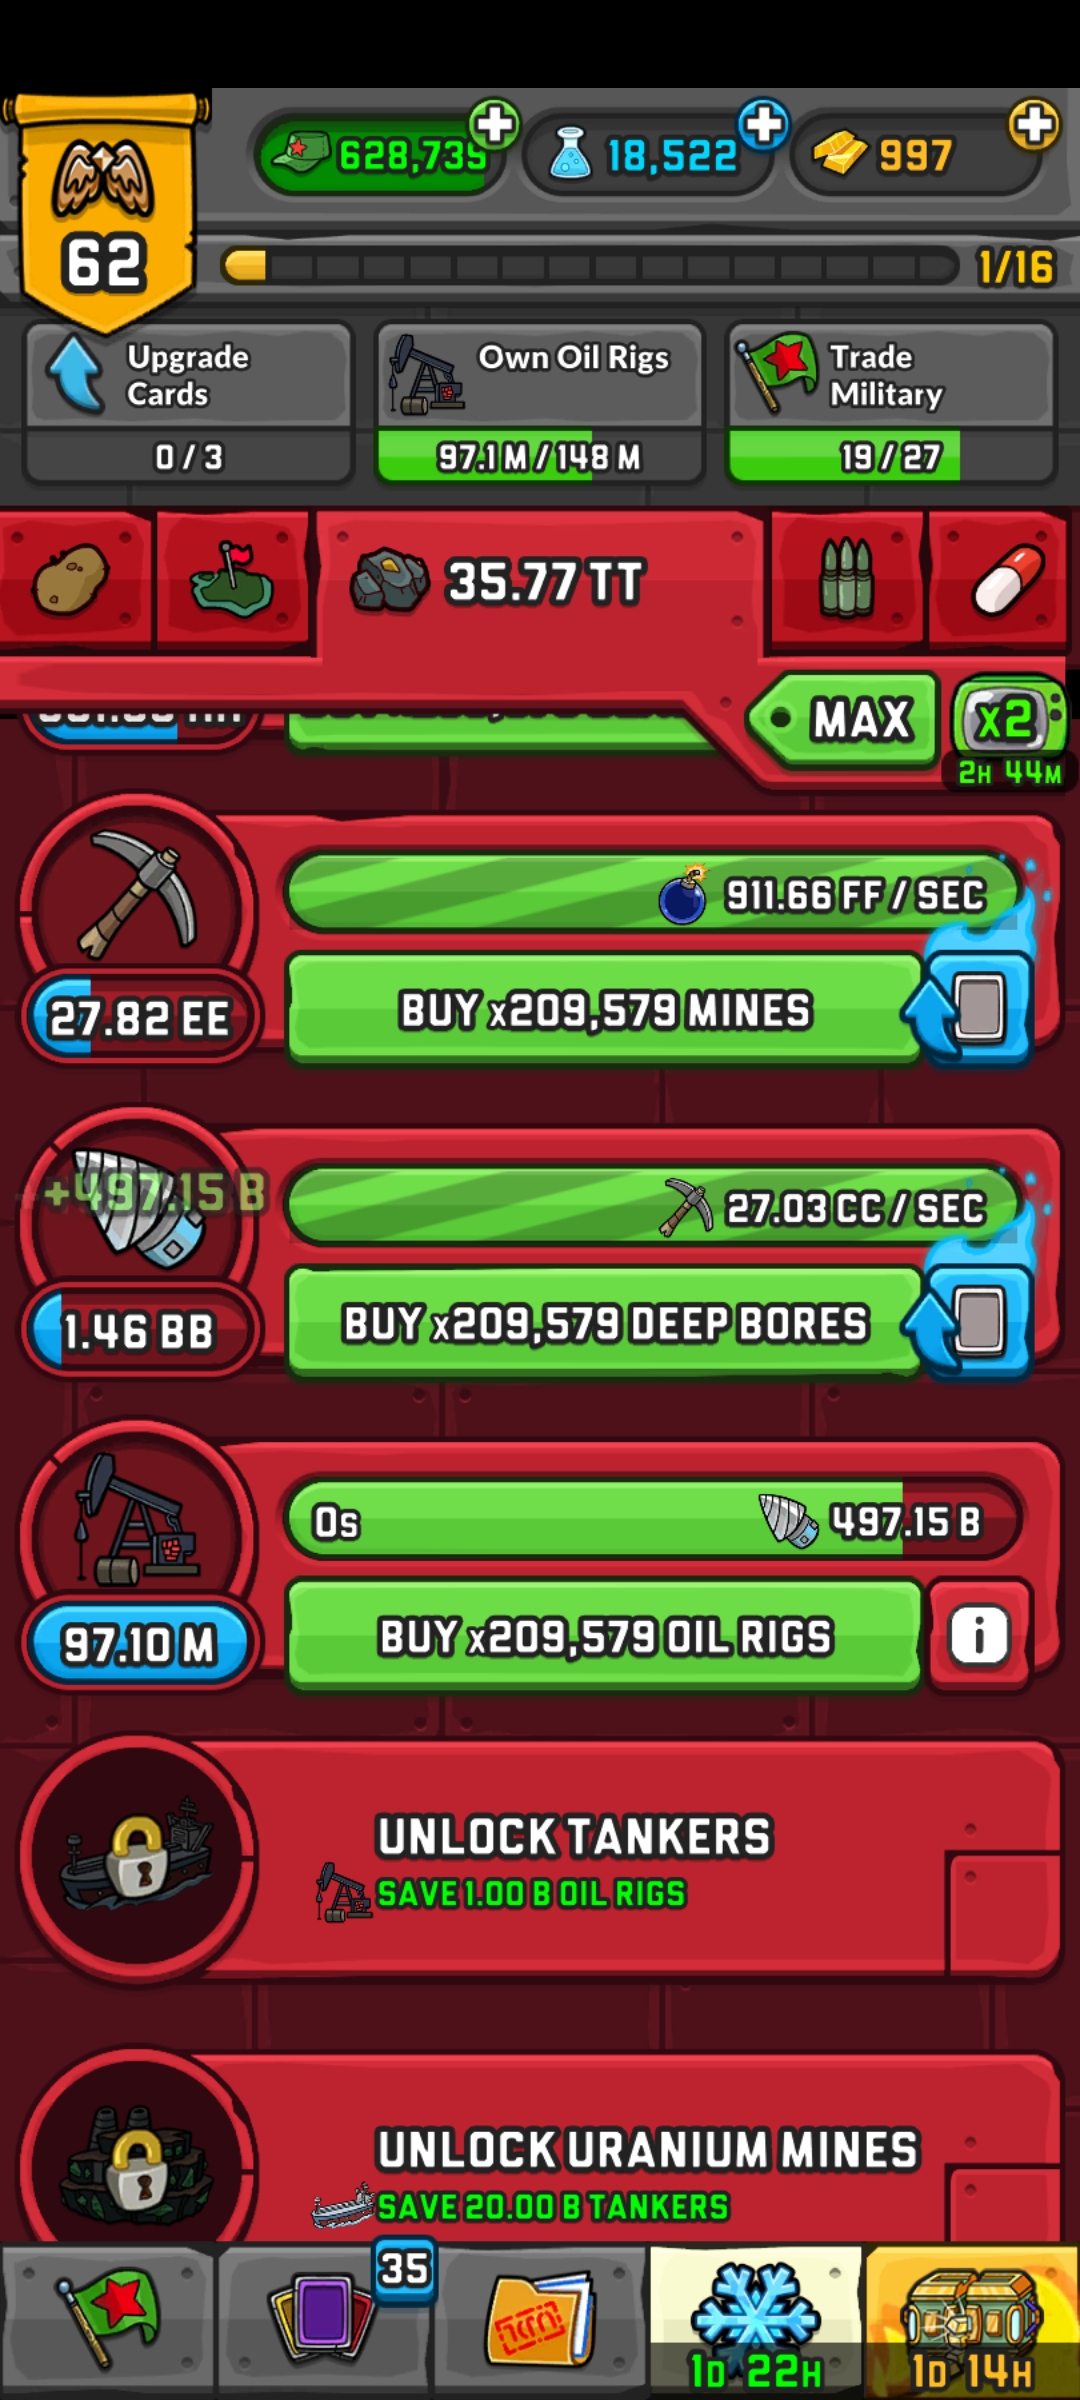 628,739
18,522
997
62
1/16
Upgrade
Cards
0 / 3
Own Oil Rigs
97.1 M / 148 M
Trade
Military
19 / 27
35.77 TT
MAX
x2
2H 44M
911.66 FF / SEC
27.82 EE
BUY x209,579 MINES
+497.15 B
27.03 CC / SEC
1.46 BB
BUY x209,579 DEEP BORES
0s
497.15 B
97.10 M
BUY x209,579 OIL RIGS
i
UNLOCK TANKERS
SAVE 1.00 B OIL RIGS
UNLOCK URANIUM MINES
SAVE 20.00 B TANKERS
35
1D 22H
1D 14H